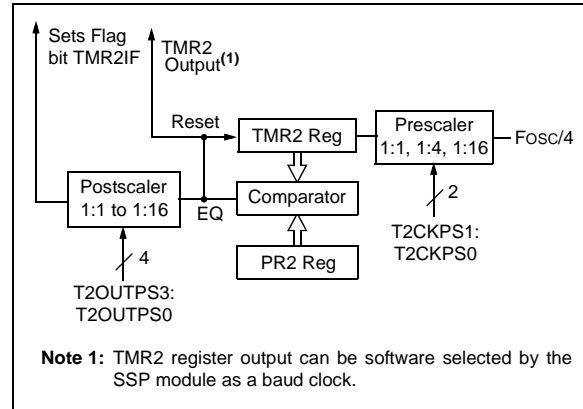 Sets Flag
bit TMR2IF
TMR2
Output(1)
Reset
TMR2 Reg
Prescaler
1:1, 1:4, 1:16
FOSC/4
Postscaler
1:1 to 1:16
EQ
Comparator
2
T2CKPS1:
T2CKPS0
4
PR2 Reg
T2OUTPS3:
T2OUTPS0
Note 1: TMR2 register output can be software selected by the
SSP module as a baud clock.